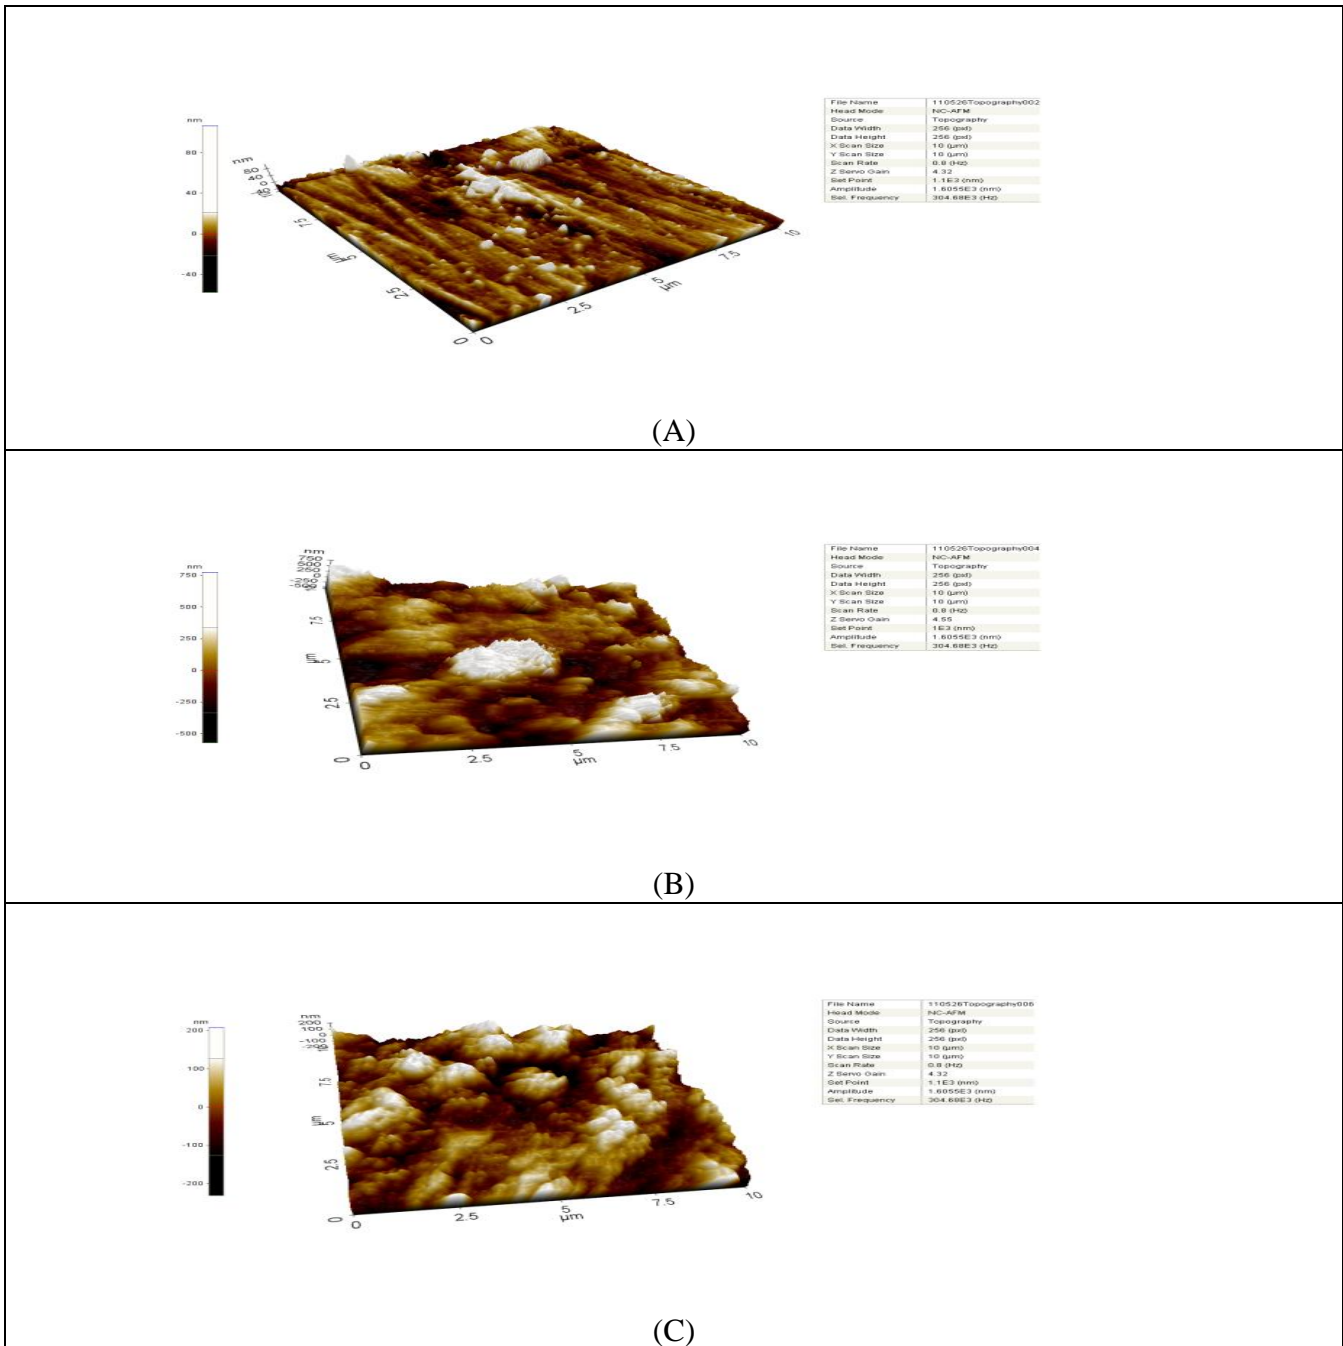 nm
80
40
0
-40
nm
80
40
0
7.5
5
µm
2.5
0
0
2.5
5
µm
7.5
10
File Name 110526Topography002
Head Mode NC-AFM
Source Topography
Data Width 256 (pxl)
Data Height 256 (pxl)
X Scan Size 10 (µm)
Y Scan Size 10 (µm)
Scan Rate 0.8 (Hz)
Z Servo Gain 4.32
Set Point 1.1E3 (nm)
Amplitude 1.6055E3 (nm)
Sel. Frequency 304.68E3 (Hz)
(A)
nm
750
500
250
0
-250
-500
nm
750
500
250
0
-250
-500
7.5
5
µm
2.5
0
0
2.5
5
µm
7.5
10
File Name 110526Topography004
Head Mode NC-AFM
Source Topography
Data Width 256 (pxl)
Data Height 256 (pxl)
X Scan Size 10 (µm)
Y Scan Size 10 (µm)
Scan Rate 0.8 (Hz)
Z Servo Gain 4.55
Set Point 1E3 (nm)
Amplitude 1.6055E3 (nm)
Sel. Frequency 304.68E3 (Hz)
(B)
nm
200
100
0
-100
-200
nm
200
100
0
-100
-200
7.5
5
µm
2.5
0
0
2.5
5
µm
7.5
10
File Name 110526Topography006
Head Mode NC-AFM
Source Topography
Data Width 256 (pxl)
Data Height 256 (pxl)
X Scan Size 10 (µm)
Y Scan Size 10 (µm)
Scan Rate 0.8 (Hz)
Z Servo Gain 4.32
Set Point 1.1E3 (nm)
Amplitude 1.6055E3 (nm)
Sel. Frequency 304.68E3 (Hz)
(C)